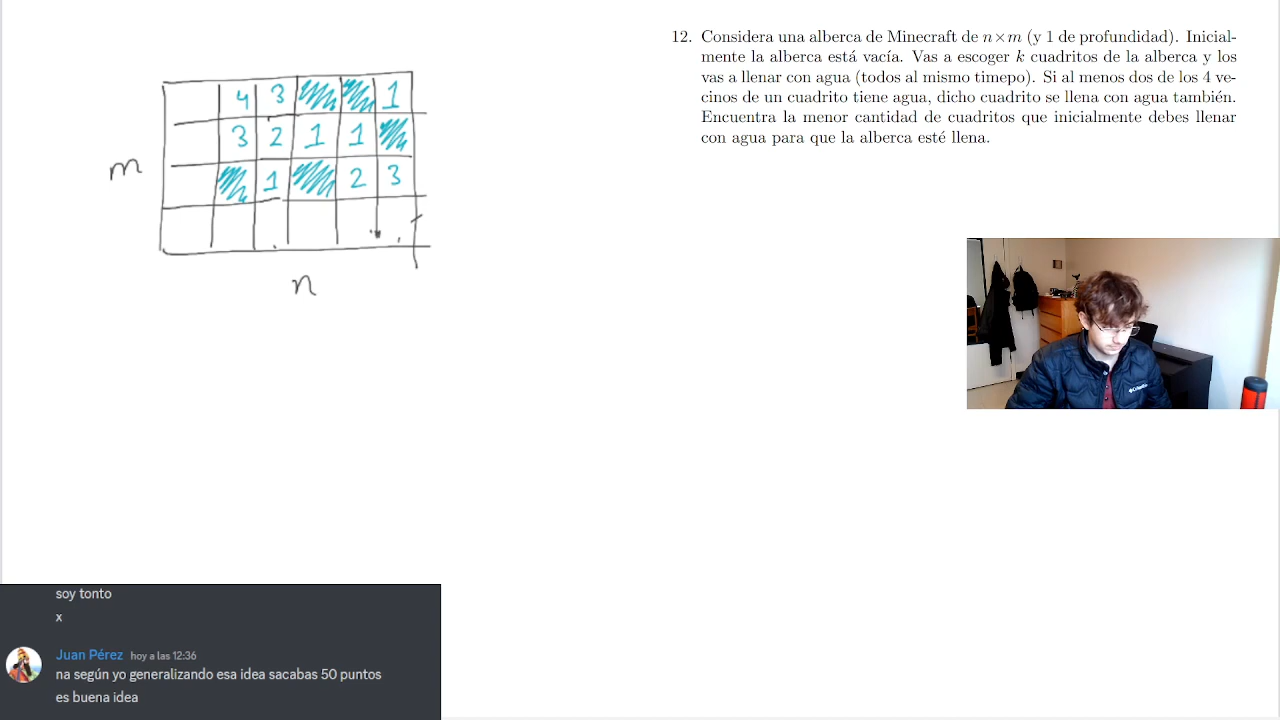 12. Considera una alberca de Minecraft de n×m (y 1 de profundidad). Inicial-
mente la alberca está vacía. Vas a escoger k cuadritos de la alberca y los
vas a llenar con agua (todos al mismo timepo). Si al menos dos de los 4 ve-
cinos de un cuadrito tiene agua, dicho cuadrito se llena con agua también.
Encuentra la menor cantidad de cuadritos que inicialmente debes llenar
con agua para que la alberca esté llena.
4 3 1
3 2 1 1
1 2 3
m
n
soy tonto
x
Juan Pérez hoy a las 12:36
na según yo generalizando esa idea sacabas 50 puntos
es buena idea